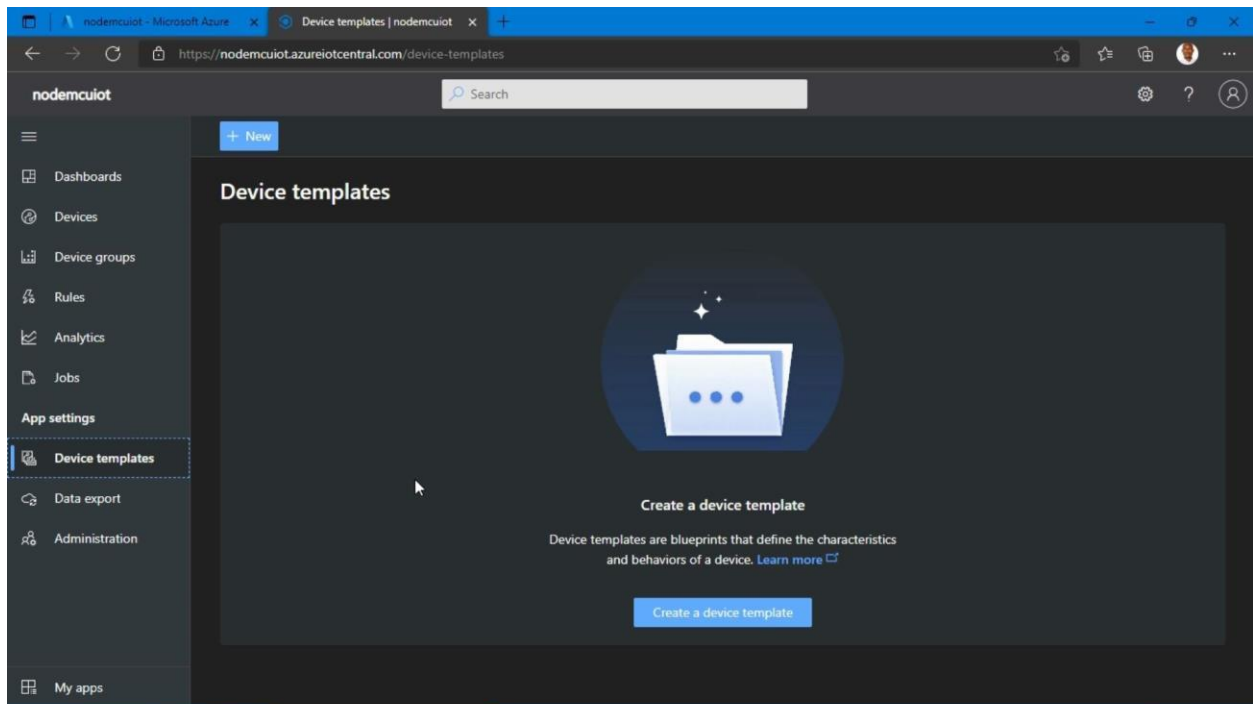 nodemcuiot - Microsoft Azure
Device templates | nodemcuiot
https://nodemcuiot.azureiotcentral.com/device-templates
nodemcuiot
Search
?
+ New
Dashboards
Device templates
Devices
Device groups
Rules
Analytics
Jobs
App settings
Device templates
Data export
Administration
My apps
Create a device template
Device templates are blueprints that define the characteristics
and behaviors of a device. Learn more
Create a device template